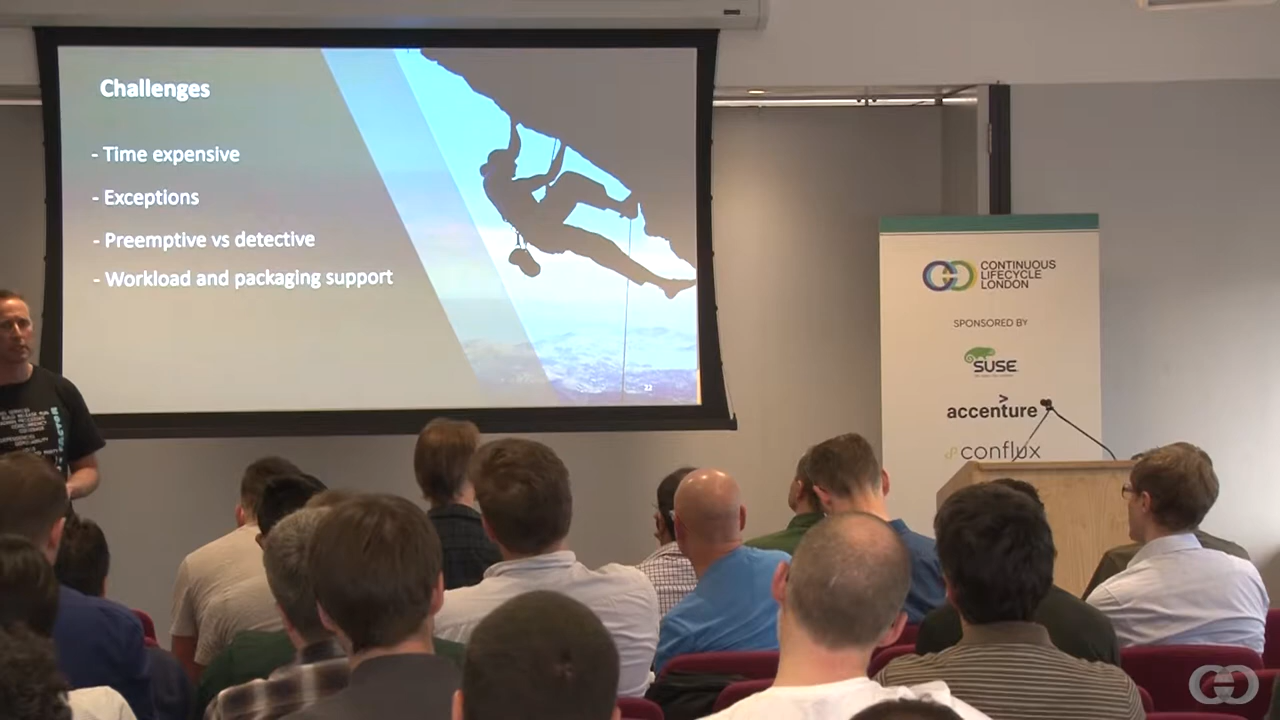 Challenges
- Time expensive
- Exceptions
- Preemptive vs detective
- Workload and packaging support
22
CONTINUOUS
LIFECYCLE
LONDON
SPONSORED BY
SUSE
accenture
conflux